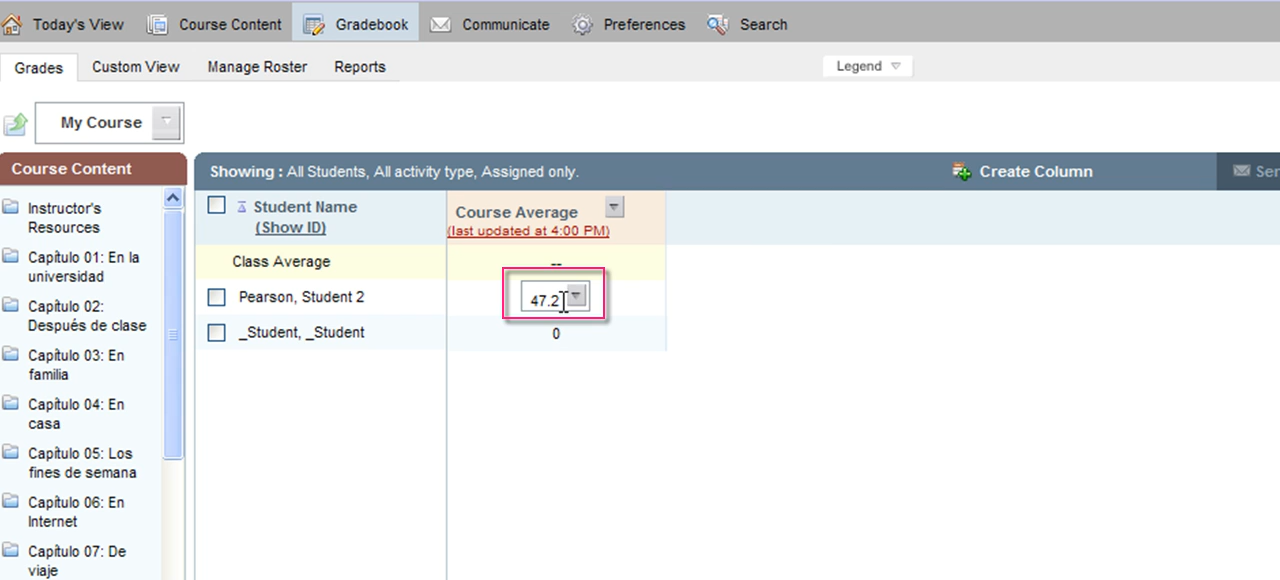 Today's View Course Content Gradebook Communicate Preferences Search
Grades Custom View Manage Roster Reports Legend
My Course
Course Content
Showing : All Students, All activity type, Assigned only. Create Column
Instructor's
Resources
Capítulo 01: En la
universidad
Capítulo 02:
Después de clase
Capítulo 03: En
familia
Capítulo 04: En
casa
Capítulo 05: Los
fines de semana
Capítulo 06: En
Internet
Capítulo 07: De
viaje
Student Name
(Show ID)
Course Average
(last updated at 4:00 PM)
Class Average --
Pearson, Student 2 47.2
_Student, _Student 0